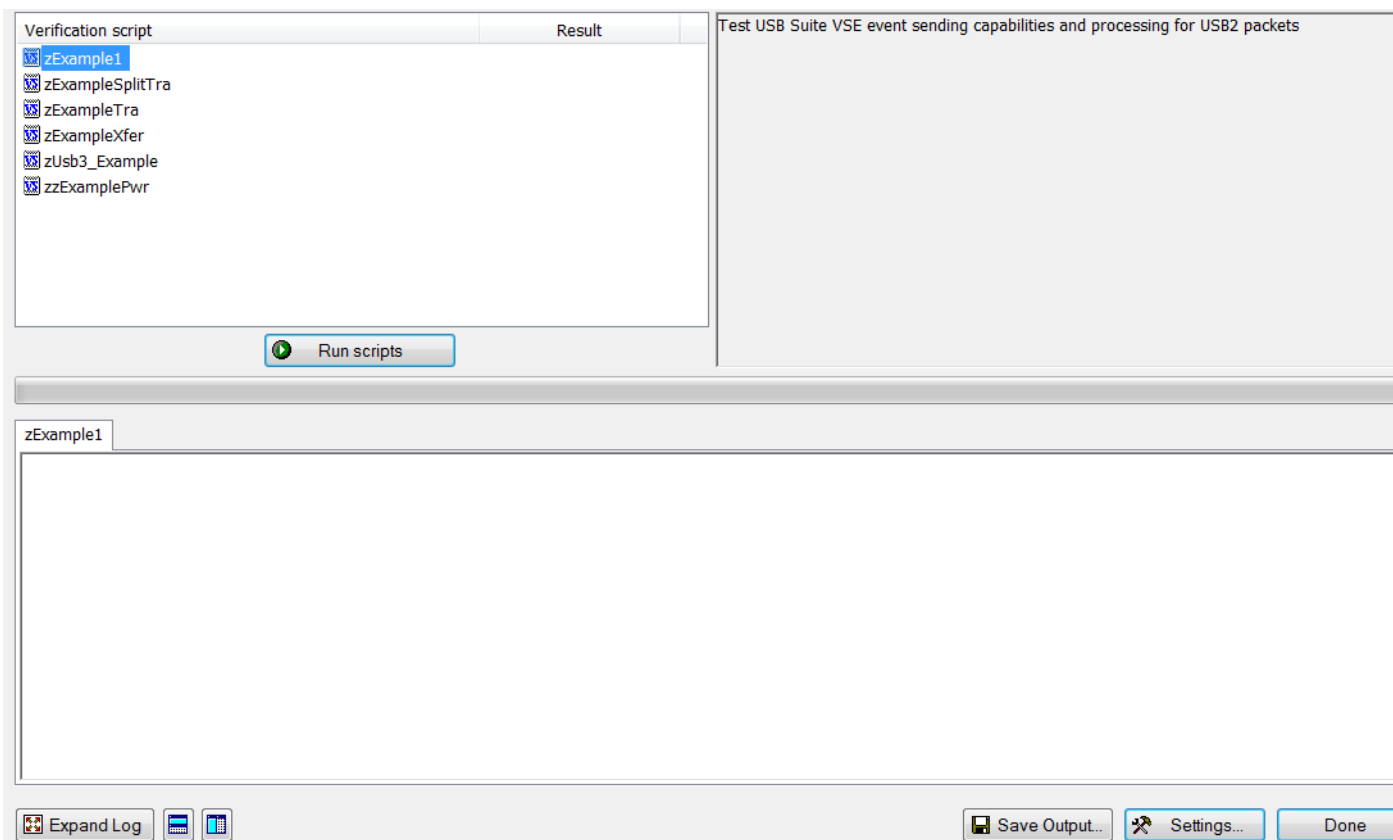 Verification script Result
zExample1
zExampleSplitTra
zExampleTra
zExampleXfer
zUsb3_Example
zzExamplePwr
Test USB Suite VSE event sending capabilities and processing for USB2 packets
Run scripts
zExample1
Expand Log Save Output... Settings... Done